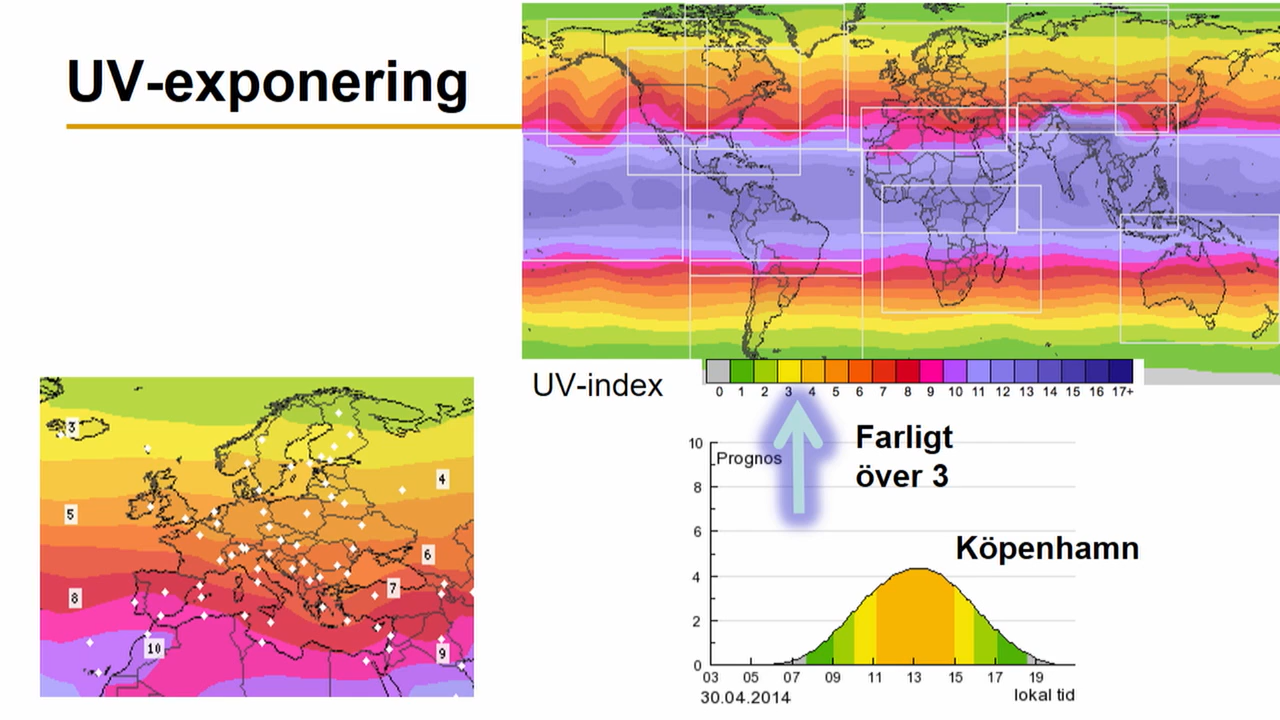 UV-exponering
UV-index
0 1 2 3 4 5 6 7 8 9 10 11 12 13 14 15 16 17+
Farligt
över 3
3
4
5
6
7
8
10
9
Prognos
Köpenhamn
10
8
6
4
2
0
03 05 07 09 11 13 15 17 19
30.04.2014
lokal tid